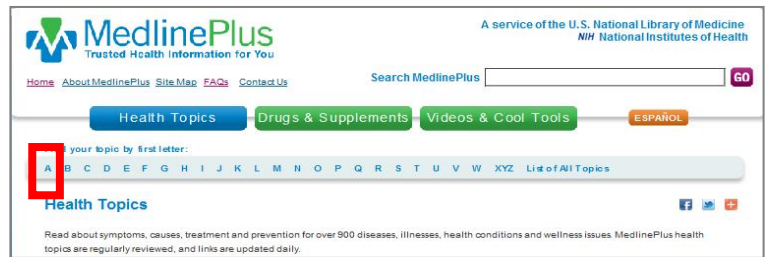 MedlinePlus
Trusted Health Information for You
A service of the U.S. National Library of Medicine
NIH National Institutes of Health
Home About MedlinePlus Site Map FAQs Contact Us
Search MedlinePlus GO
Health Topics Drugs & Supplements Videos & Cool Tools ESPAÑOL
your topic by first letter:
A B C D E F G H I J K L M N O P Q R S T U V W XYZ List of All Topics
Health Topics
Read about symptoms, causes, treatment and prevention for over 900 diseases, illnesses, health conditions and wellness issues. MedlinePlus health
topics are regularly reviewed, and links are updated daily.